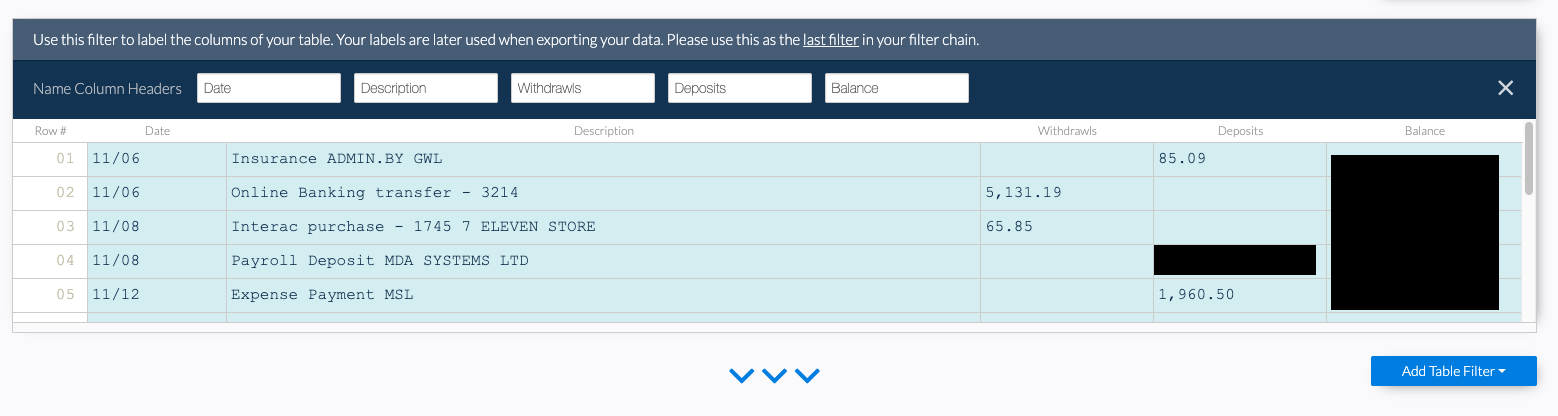 Use this filter to label the columns of your table. Your labels are later used when exporting your data. Please use this as the last filter in your filter chain.
Name Column Headers Date Description Withdrawls Deposits Balance
Row # Date Description Withdrawls Deposits Balance
01 11/06 Insurance ADMIN.BY GWL 85.09
02 11/06 Online Banking transfer - 3214 5,131.19
03 11/08 Interac purchase - 1745 7 ELEVEN STORE 65.85
04 11/08 Payroll Deposit MDA SYSTEMS LTD
05 11/12 Expense Payment MSL 1,960.50
Add Table Filter